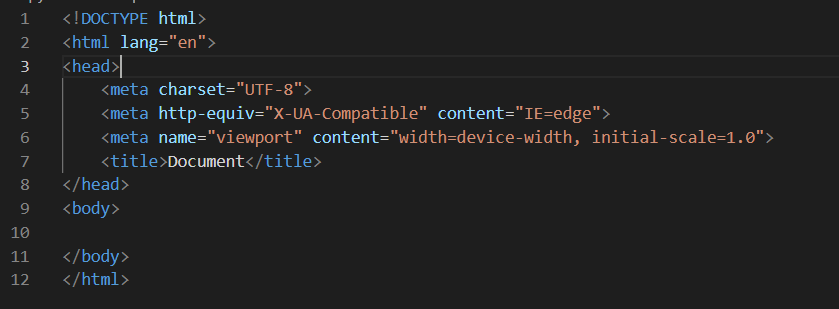 1 <!DOCTYPE html>
2 <html lang="en">
3 <head>
4     <meta charset="UTF-8">
5     <meta http-equiv="X-UA-Compatible" content="IE=edge">
6     <meta name="viewport" content="width=device-width, initial-scale=1.0">
7     <title>Document</title>
8 </head>
9 <body>
10
11 </body>
12 </html>